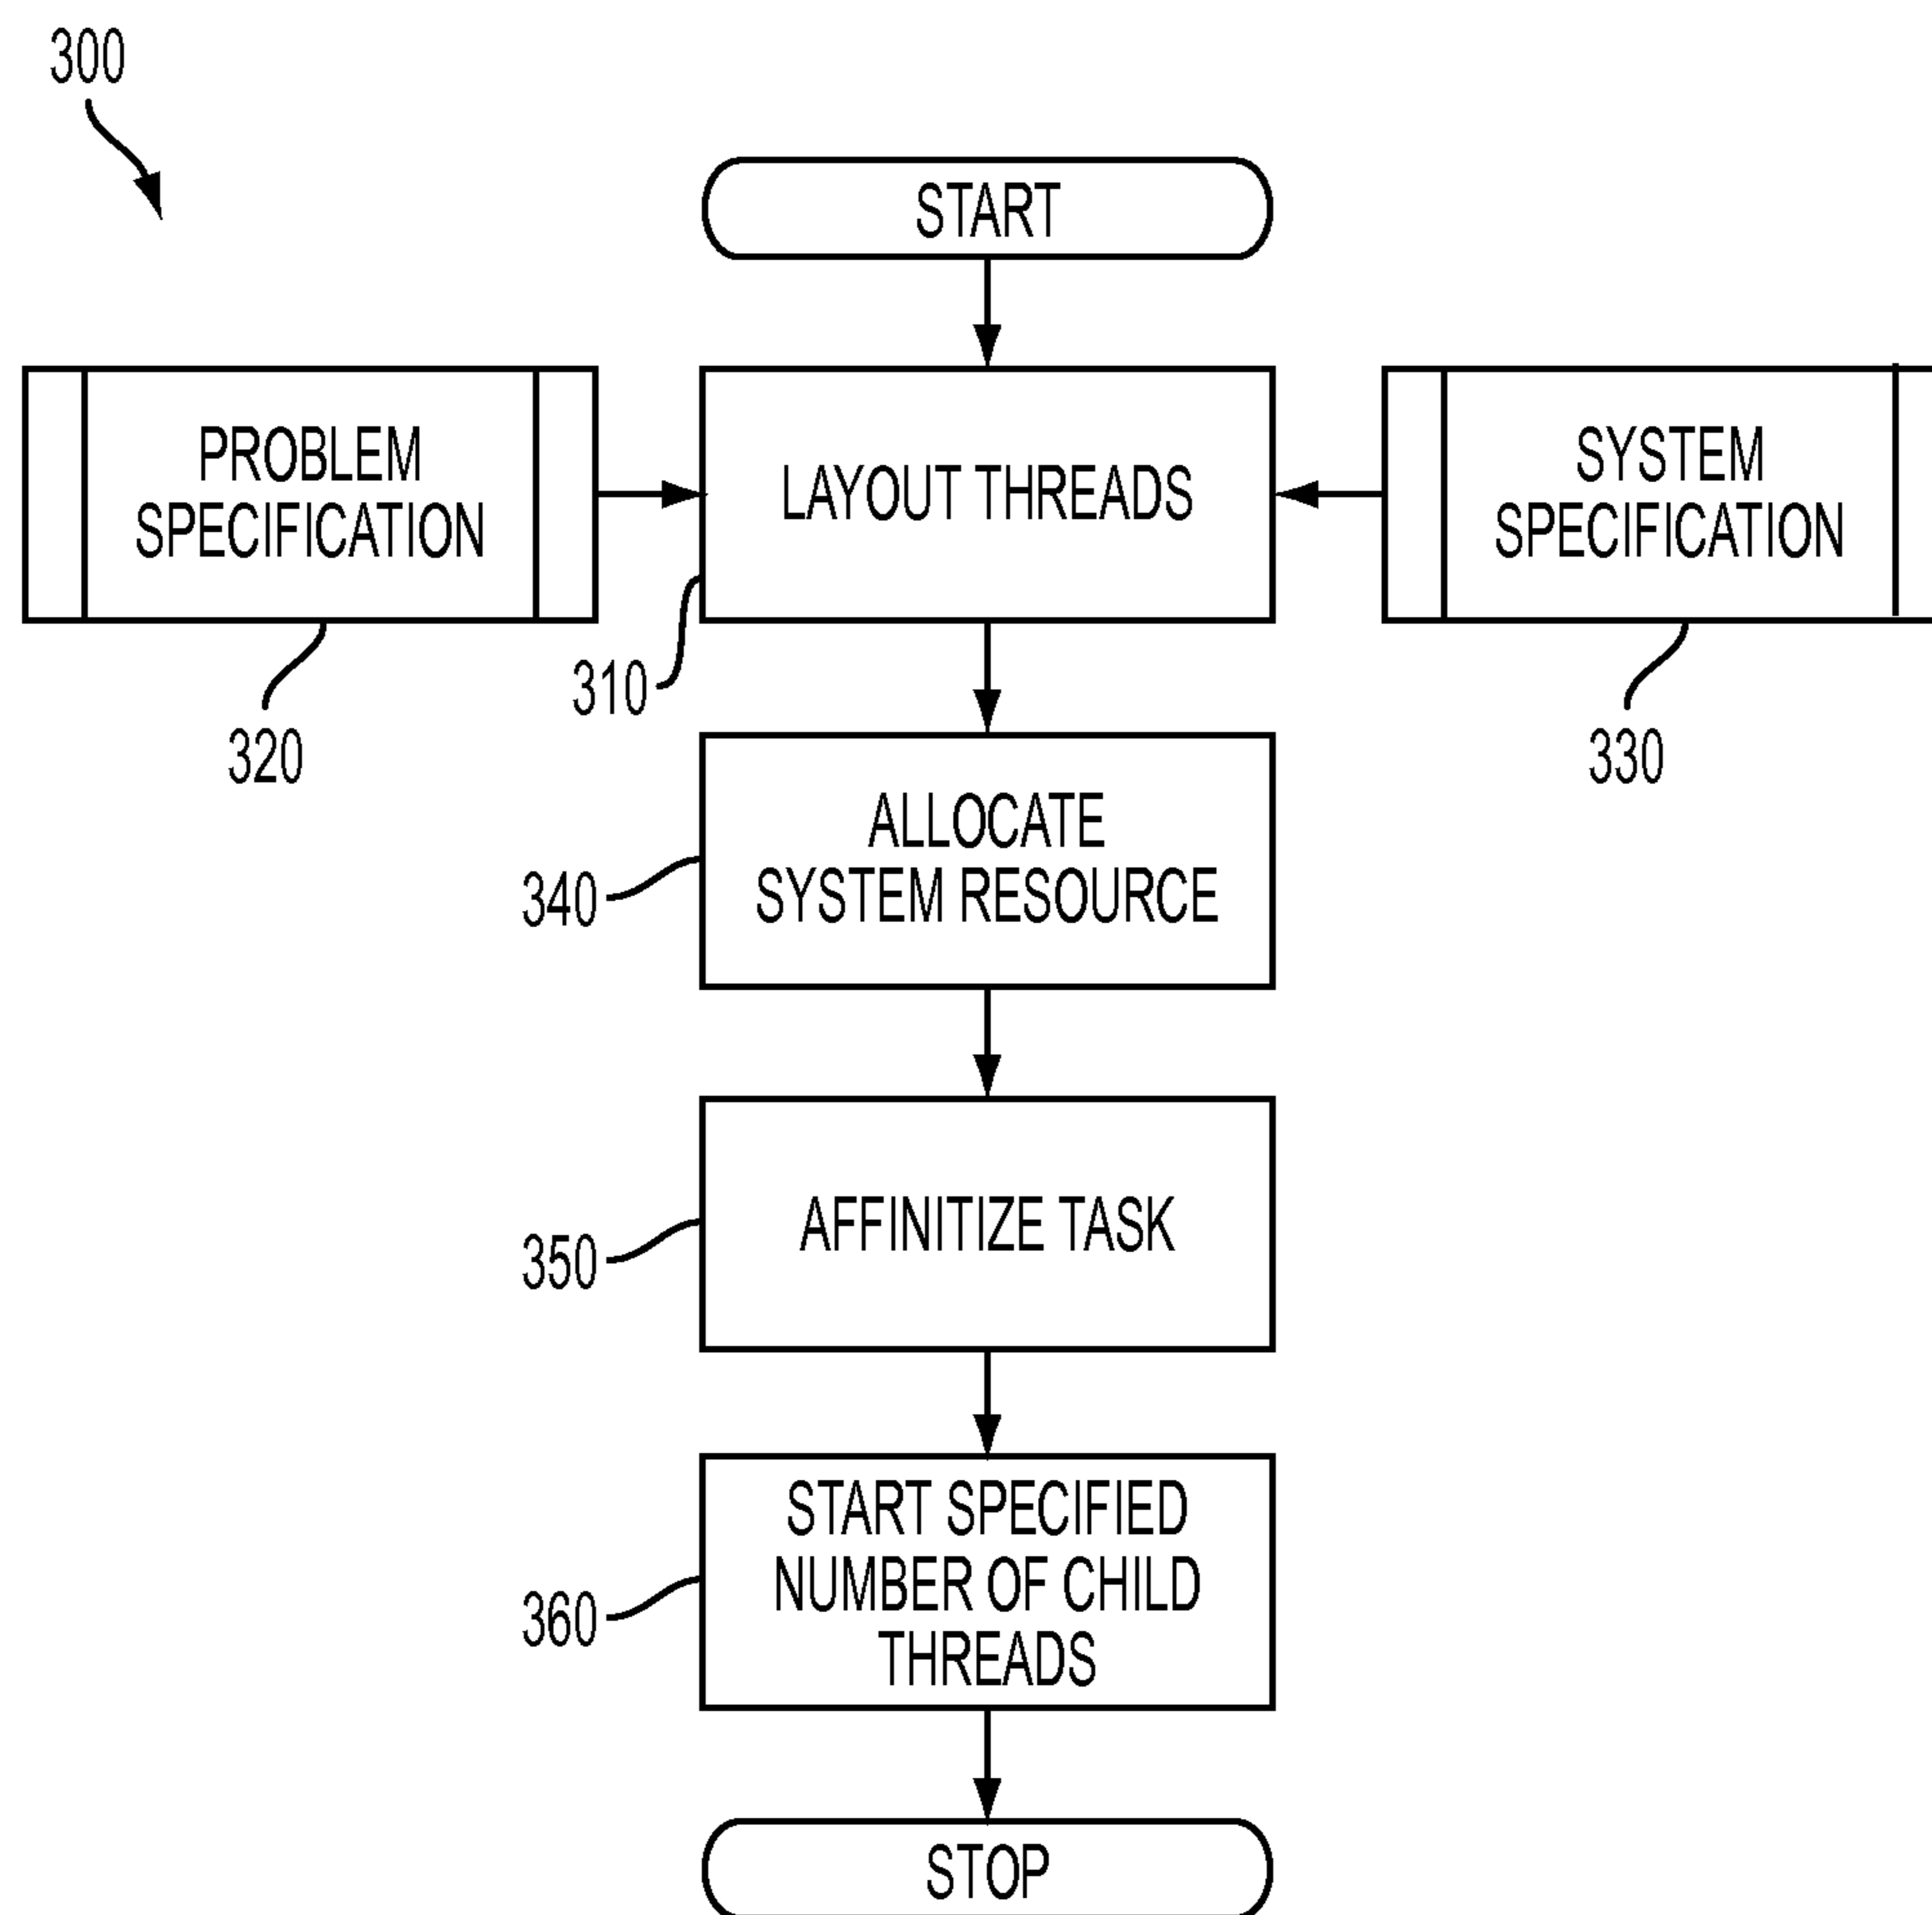 300
START
PROBLEM
SPECIFICATION
LAYOUT THREADS
SYSTEM
SPECIFICATION
310
320
330
ALLOCATE
SYSTEM RESOURCE
340
AFFINITIZE TASK
350
START SPECIFIED
NUMBER OF CHILD
THREADS
360
STOP